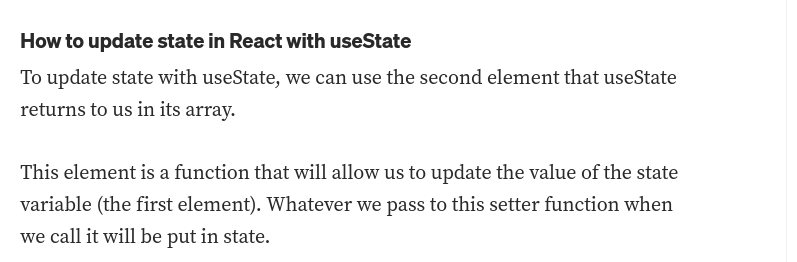 How to update state in React with useState
To update state with useState, we can use the second element that useState
returns to us in its array.
This element is a function that will allow us to update the value of the state
variable (the first element). Whatever we pass to this setter function when
we call it will be put in state.